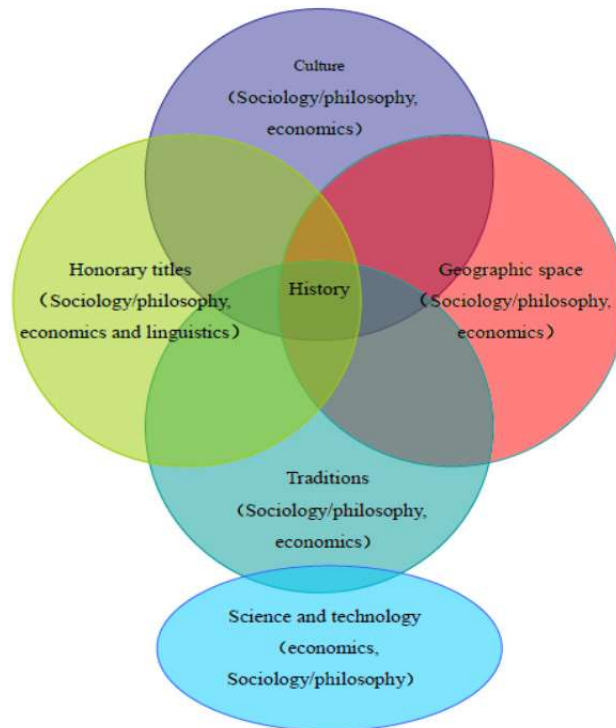 Culture
（Sociology/philosophy,
economics）
Honorary titles
（Sociology/philosophy,
economics and linguistics）
History
Geographic space
（Sociology/philosophy,
economics）
Traditions
（Sociology/philosophy,
economics）
Science and technology
（economics,
Sociology/philosophy）